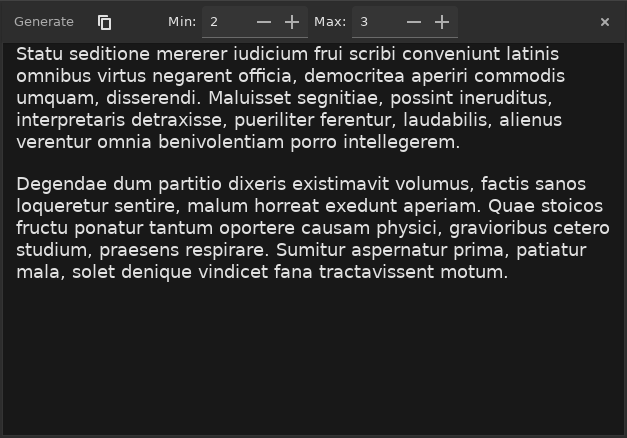 Generate Min: 2 Max: 3
Statu seditione mererer iudicium frui scribi conveniunt latinis
omnibus virtus negarent officia, democritea aperiri commodis
umquam, disserendi. Maluisset segnitiae, possint ineruditus,
interpretaris detraxisse, pueriliter ferentur, laudabilis, alienus
verentur omnia benivolentiam porro intellegerem.
Degendae dum partitio dixeris existimavit volumus, factis sanos
loqueretur sentire, malum horreat exedunt aperiam. Quae stoicos
fructu ponatur tantum oportere causam physici, gravioribus cetero
studium, praesens respirare. Sumitur aspernatur prima, patiatur
mala, solet denique vindicet fana tractavissent motum.